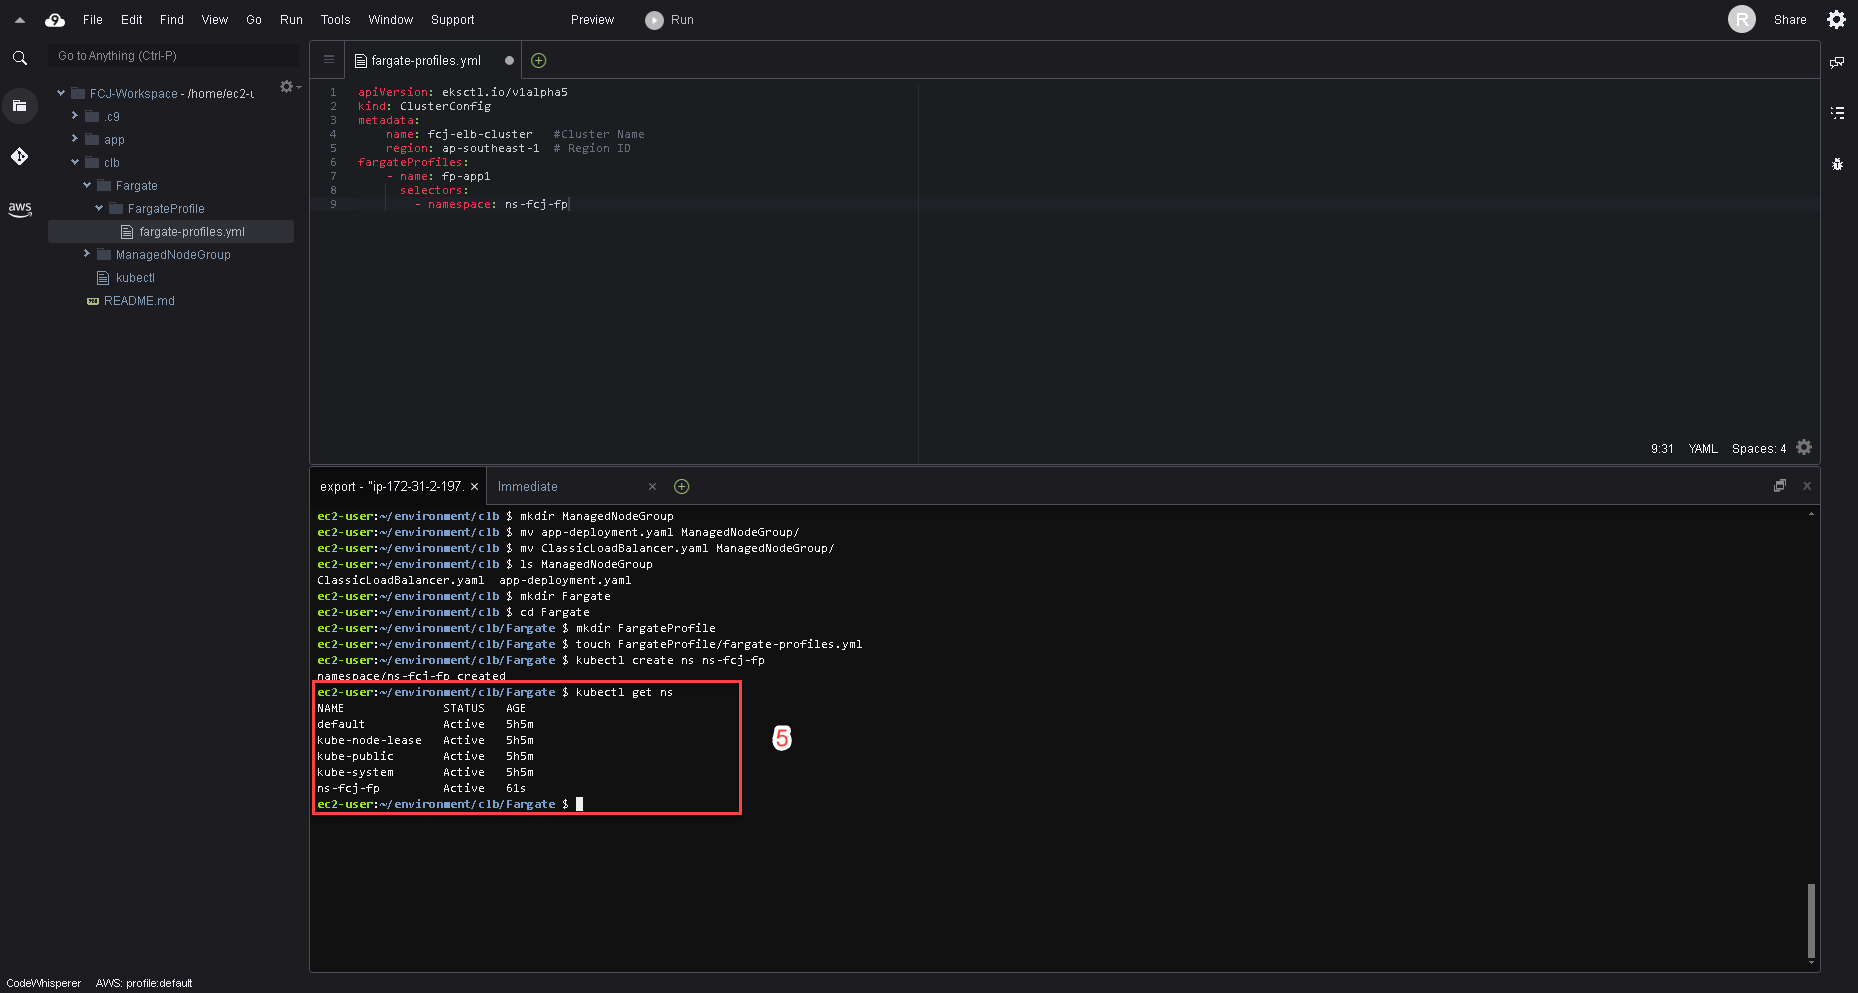 File Edit Find View Go Run Tools Window Support Preview Run R Share
Go to Anything (Ctrl-P)
fargate-profiles.yml
FCJ-Workspace - /home/ec2-u
.c9
app
clb
Fargate
FargateProfile
fargate-profiles.yml
ManagedNodeGroup
kubectl
README.md
aws
1 apiVersion: eksctl.io/v1alpha5
2 kind: ClusterConfig
3 metadata:
4 name: fcj-elb-cluster #Cluster Name
5 region: ap-southeast-1 # Region ID
6 fargateProfiles:
7 - name: fp-app1
8 selectors:
9 - namespace: ns-fcj-fp
9:31 YAML Spaces: 4
export - "ip-172-31-2-197. Immediate
ec2-user:~/environment/clb $ mkdir ManagedNodeGroup
ec2-user:~/environment/clb $ mv app-deployment.yaml ManagedNodeGroup/
ec2-user:~/environment/clb $ mv ClassicLoadBalancer.yaml ManagedNodeGroup/
ec2-user:~/environment/clb $ ls ManagedNodeGroup
ClassicLoadBalancer.yaml app-deployment.yaml
ec2-user:~/environment/clb $ mkdir Fargate
ec2-user:~/environment/clb $ cd Fargate
ec2-user:~/environment/clb/Fargate $ mkdir FargateProfile
ec2-user:~/environment/clb/Fargate $ touch FargateProfile/fargate-profiles.yml
ec2-user:~/environment/clb/Fargate $ kubectl create ns ns-fcj-fp
namespace/ns-fcj-fp created
ec2-user:~/environment/clb/Fargate $ kubectl get ns
NAME STATUS AGE
default Active 5h5m
kube-node-lease Active 5h5m
kube-public Active 5h5m
kube-system Active 5h5m
ns-fcj-fp Active 61s
ec2-user:~/environment/clb/Fargate $
5
CodeWhisperer AWS: profile:default